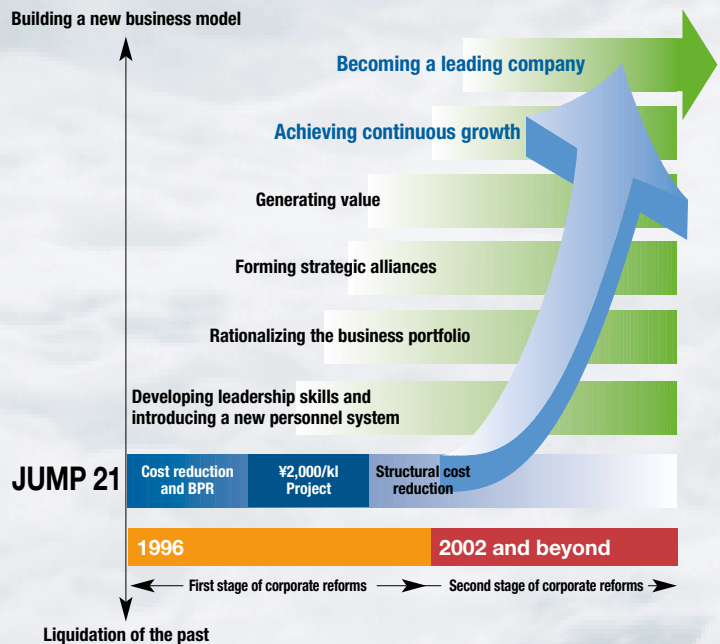 Building a new business model
Becoming a leading company
Achieving continuous growth
Generating value
Forming strategic alliances
Rationalizing the business portfolio
Developing leadership skills and
introducing a new personnel system
JUMP 21
Cost reduction
and BPR
¥2,000/kl
Project
Structural cost
reduction
1996
2002 and beyond
First stage of corporate reforms
Second stage of corporate reforms
Liquidation of the past